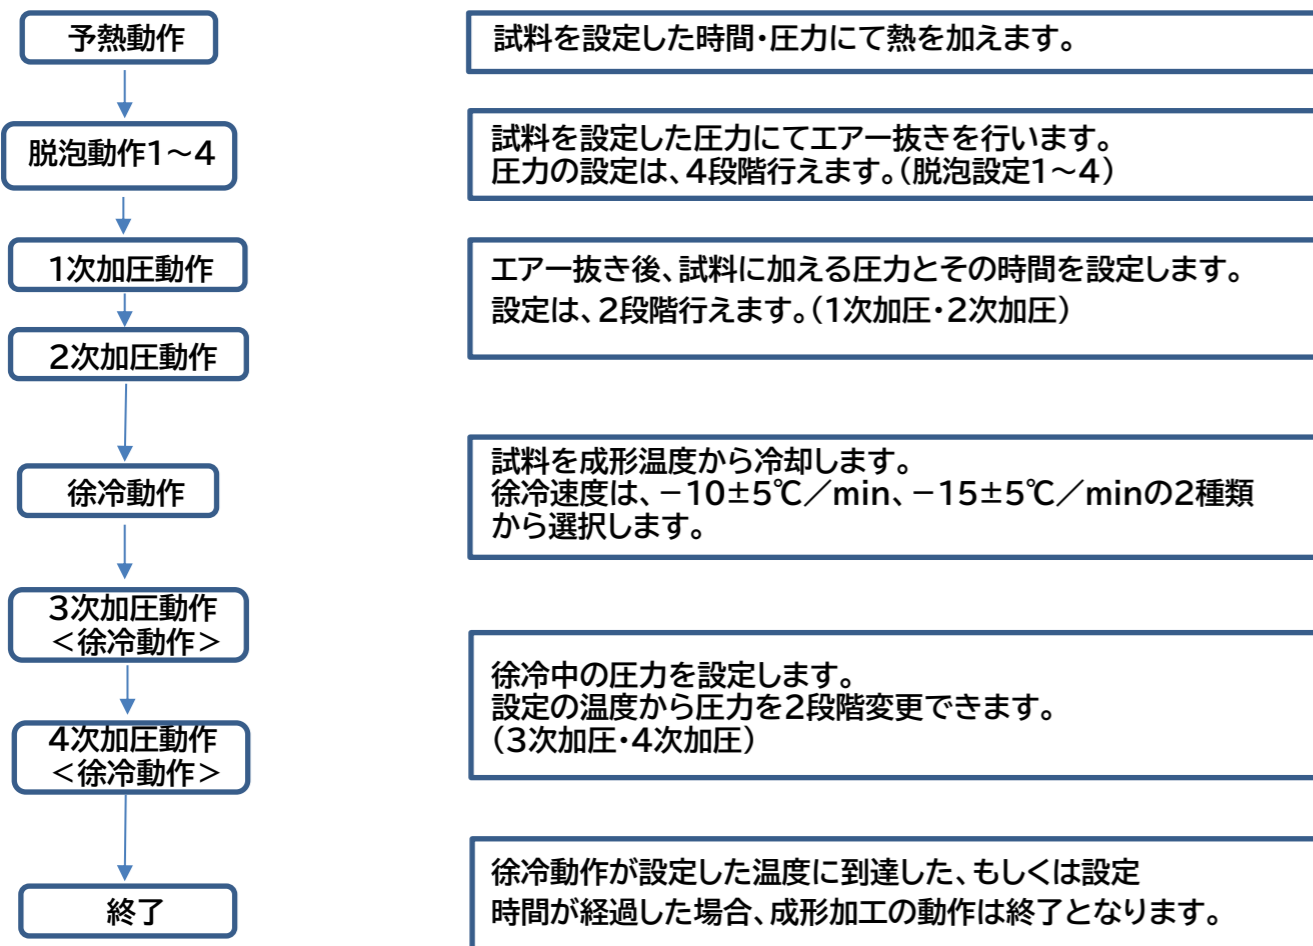 予熱動作
試料を設定した時間・圧力にて熱を加えます。
脱泡動作1～4
試料を設定した圧力にてエアー抜きを行います。
圧力の設定は、4段階行えます。（脱泡設定1～4）
1次加圧動作
エアー抜き後、試料に加える圧力とその時間を設定します。
設定は、2段階行えます。（1次加圧・2次加圧）
2次加圧動作
徐冷動作
試料を成形温度から冷却します。
徐冷速度は、－10±5℃／min、－15±5℃／minの2種類
から選択します。
3次加圧動作
＜徐冷動作＞
徐冷中の圧力を設定します。
設定の温度から圧力を2段階変更できます。
（3次加圧・4次加圧）
4次加圧動作
＜徐冷動作＞
終了
徐冷動作が設定した温度に到達した、もしくは設定
時間が経過した場合、成形加工の動作は終了となります。